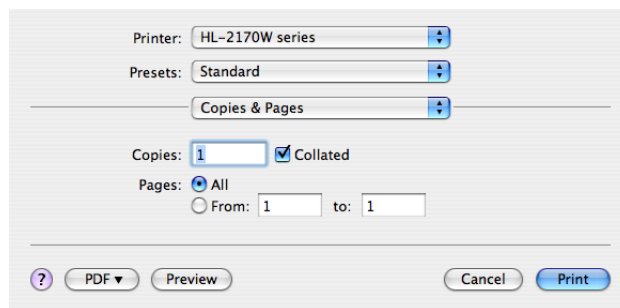 Printer: HL-2170W series
Presets: Standard
Copies & Pages
Copies: 1 Collated
Pages: All
From: 1 to: 1
? PDF ▼ Preview Cancel Print